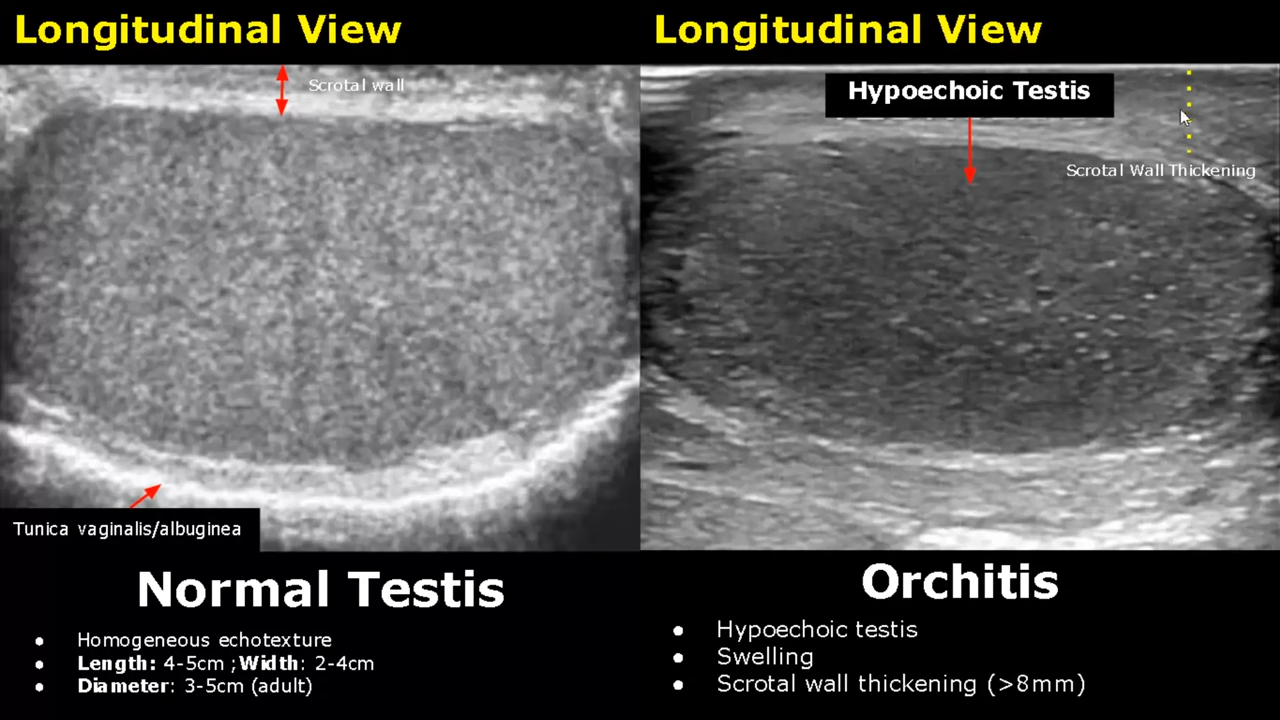 Longitudinal View
Scrotal wall
Tunica vaginalis/albuginea
Normal Testis
• Homogeneous echotexture
• Length: 4-5cm ;Width: 2-4cm
• Diameter: 3-5cm (adult)
Longitudinal View
Hypoechoic Testis
Scrotal Wall Thickening
Orchitis
• Hypoechoic testis
• Swelling
• Scrotal wall thickening (>8mm)